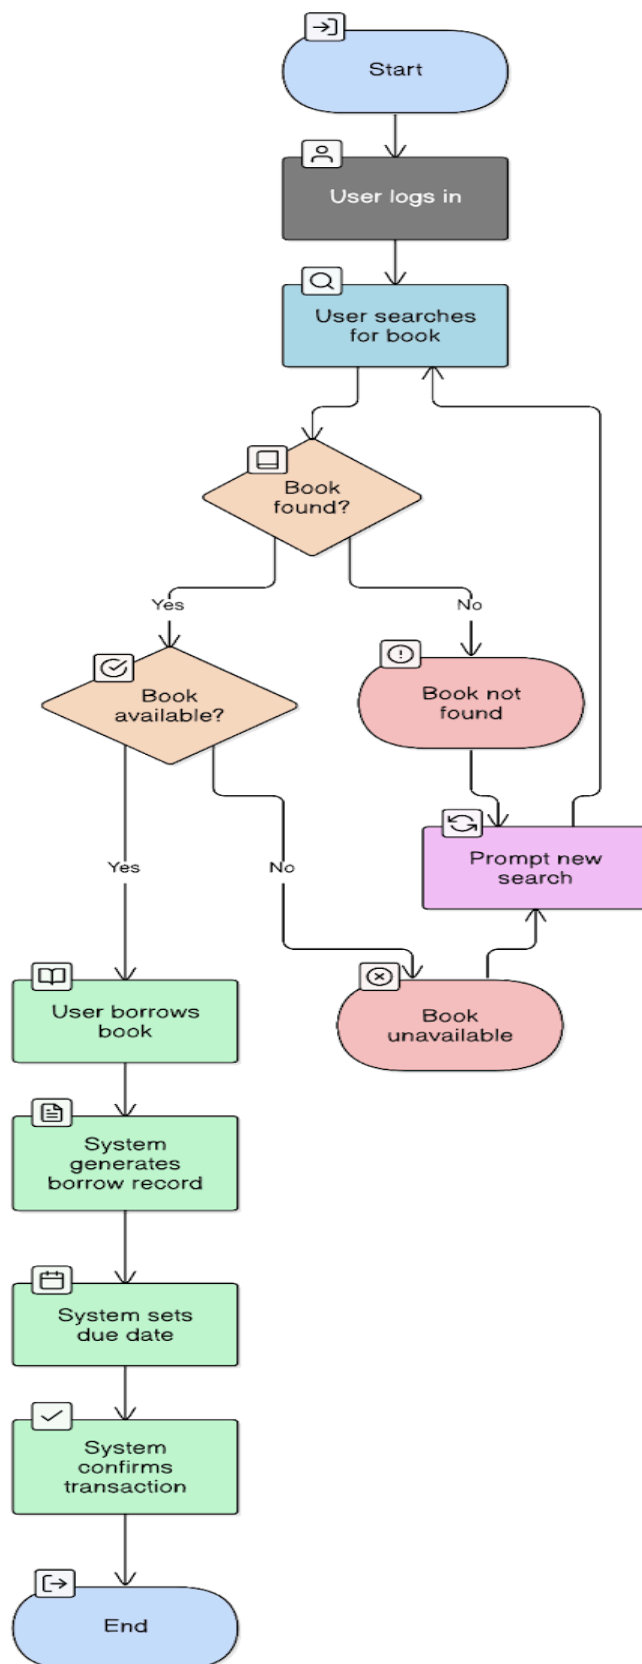 Start
User logs in
User searches
for book
Book
found?
Yes
No
Book
available?
Book not
found
Yes
No
Prompt new
search
User borrows
book
Book
unavailable
System
generates
borrow record
System sets
due date
System
confirms
transaction
End